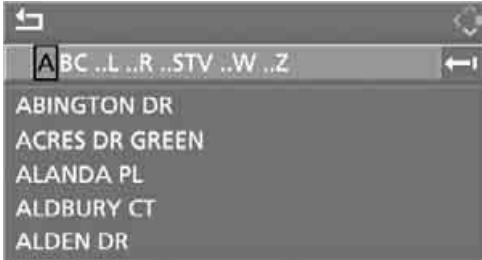 ABC ..L ..R ..STV ..W ..Z
ABINGTON DR
ACRES DR GREEN
ALANDA PL
ALDBURY CT
ALDEN DR